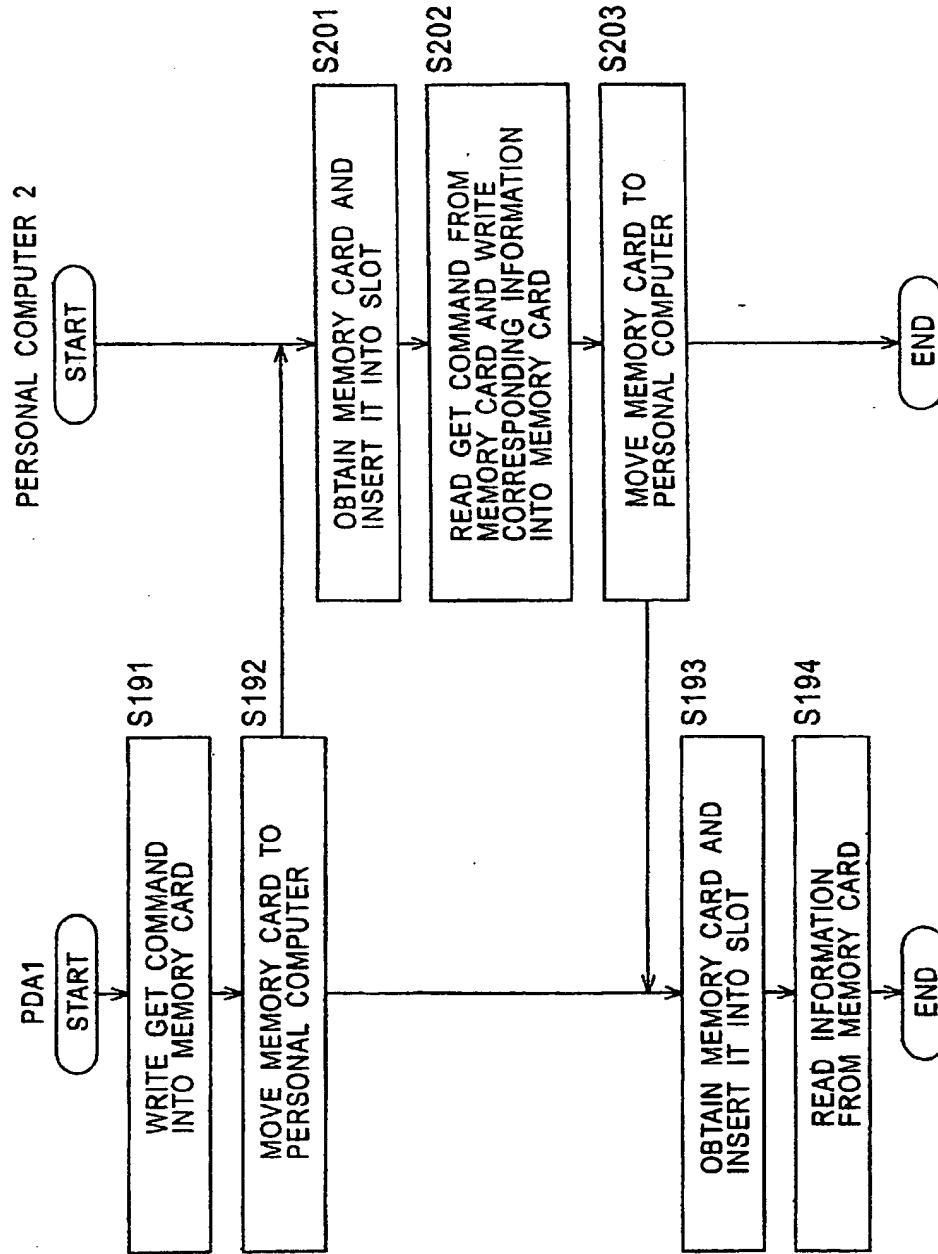 PDA1
START
WRITE GET COMMAND
INTO MEMORY CARD
S191
MOVE MEMORY CARD TO
PERSONAL COMPUTER
S192
OBTAIN MEMORY CARD AND
INSERT IT INTO SLOT
S193
READ INFORMATION
FROM MEMORY CARD
S194
END
PERSONAL COMPUTER 2
START
OBTAIN MEMORY CARD AND
INSERT IT INTO SLOT
S201
READ GET COMMAND FROM
MEMORY CARD AND WRITE
CORRESPONDING INFORMATION
INTO MEMORY CARD
S202
MOVE MEMORY CARD TO
PERSONAL COMPUTER
S203
END